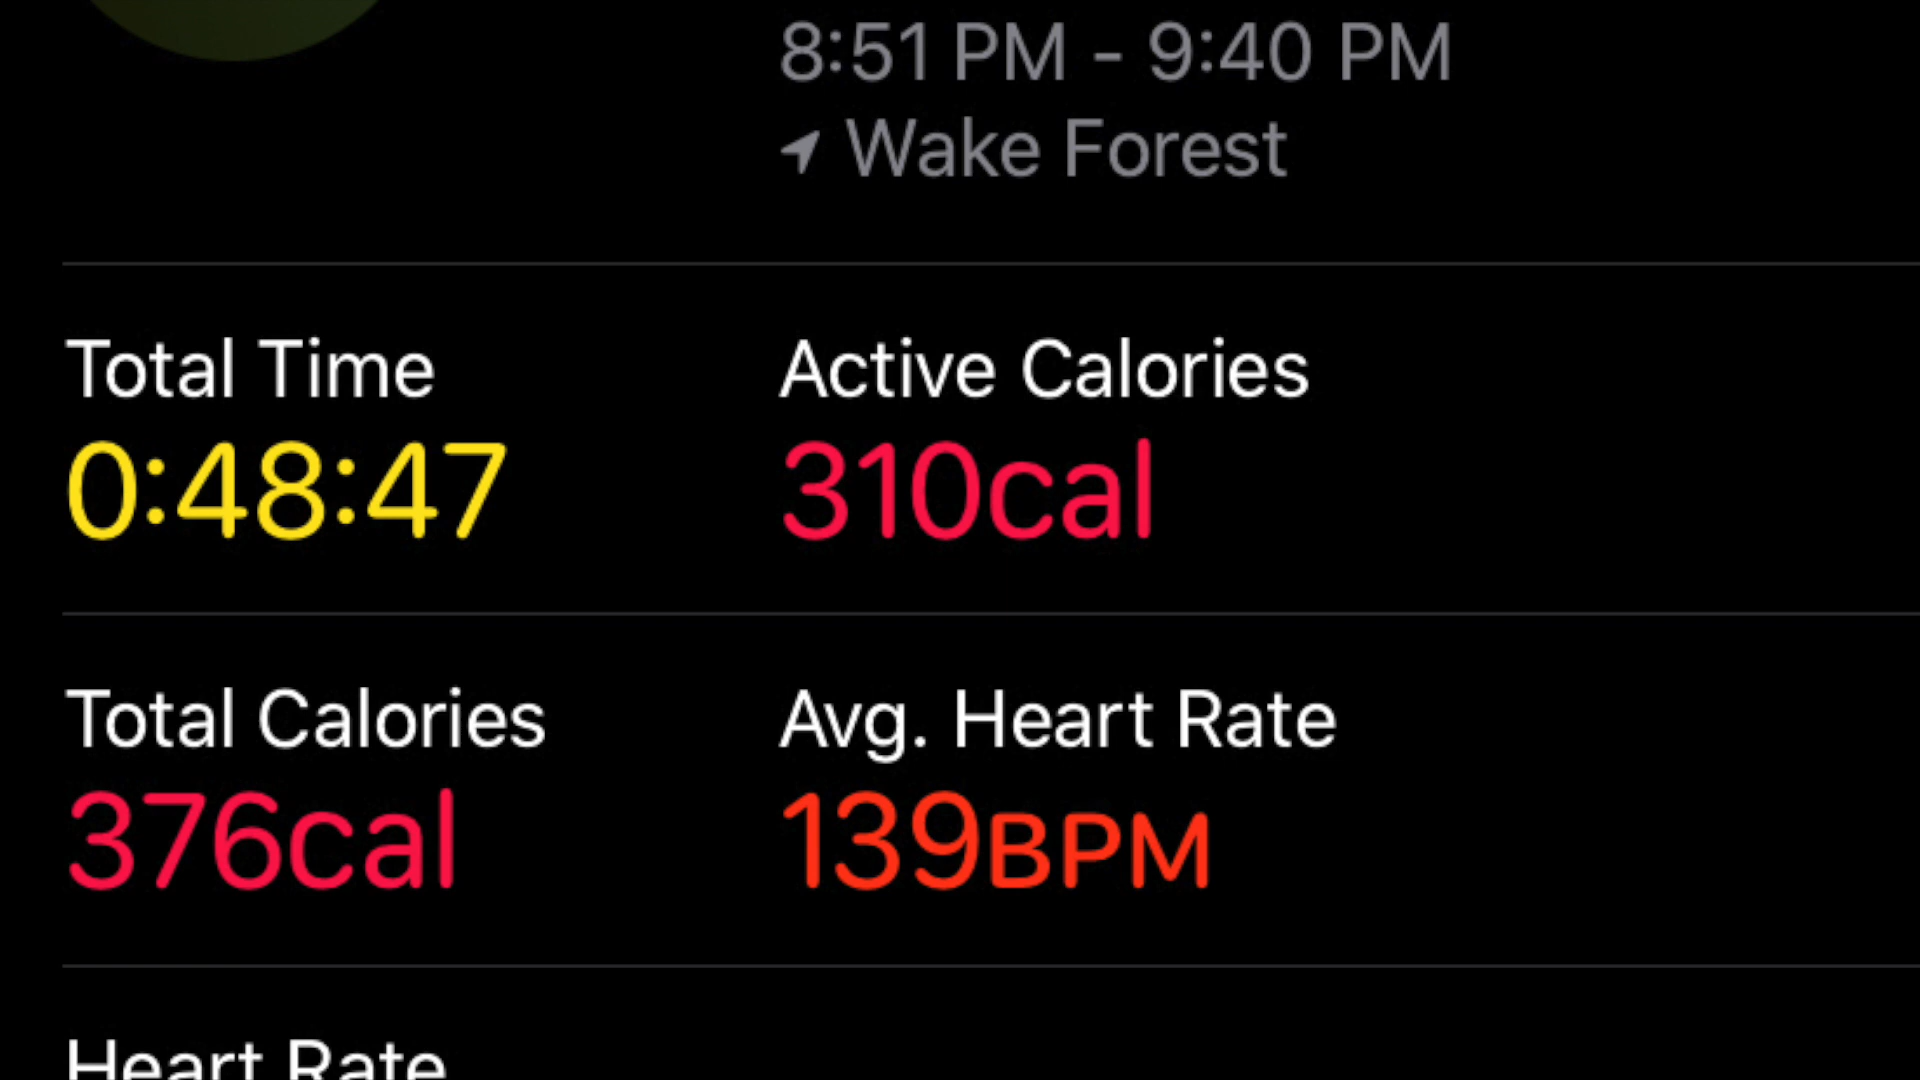 8:51 PM - 9:40 PM
Wake Forest
Total Time
Active Calories
0:48:47
310cal
Total Calories
Avg. Heart Rate
376cal
139BPM
Heart Rate